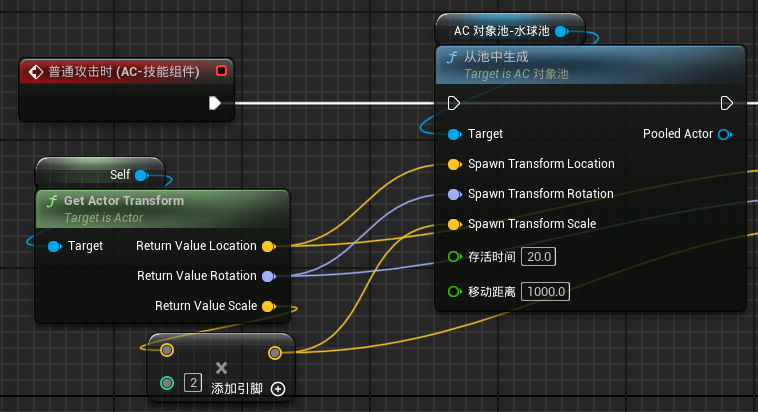 AC 对象池-水球池
从池中生成
Target is AC 对象池
普通攻击时 (AC-技能组件)
Target
Pooled Actor
Spawn Transform Location
Self
Spawn Transform Rotation
Get Actor Transform
Target is Actor
Spawn Transform Scale
Target
Return Value Location
存活时间 20.0
Return Value Rotation
移动距离 1000.0
Return Value Scale
2
添加引脚